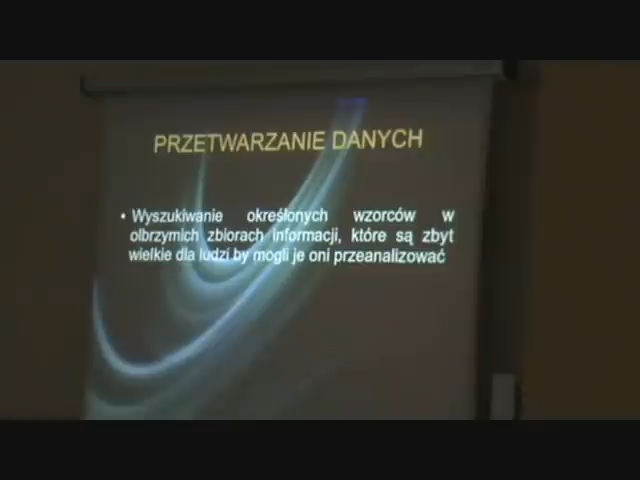 PRZETWARZANIE DANYCH
• Wyszukiwanie określonych wzorców w
olbrzymich zbiorach informacji, które są zbyt
wielkie dla ludzi by mogli je oni przeanalizować